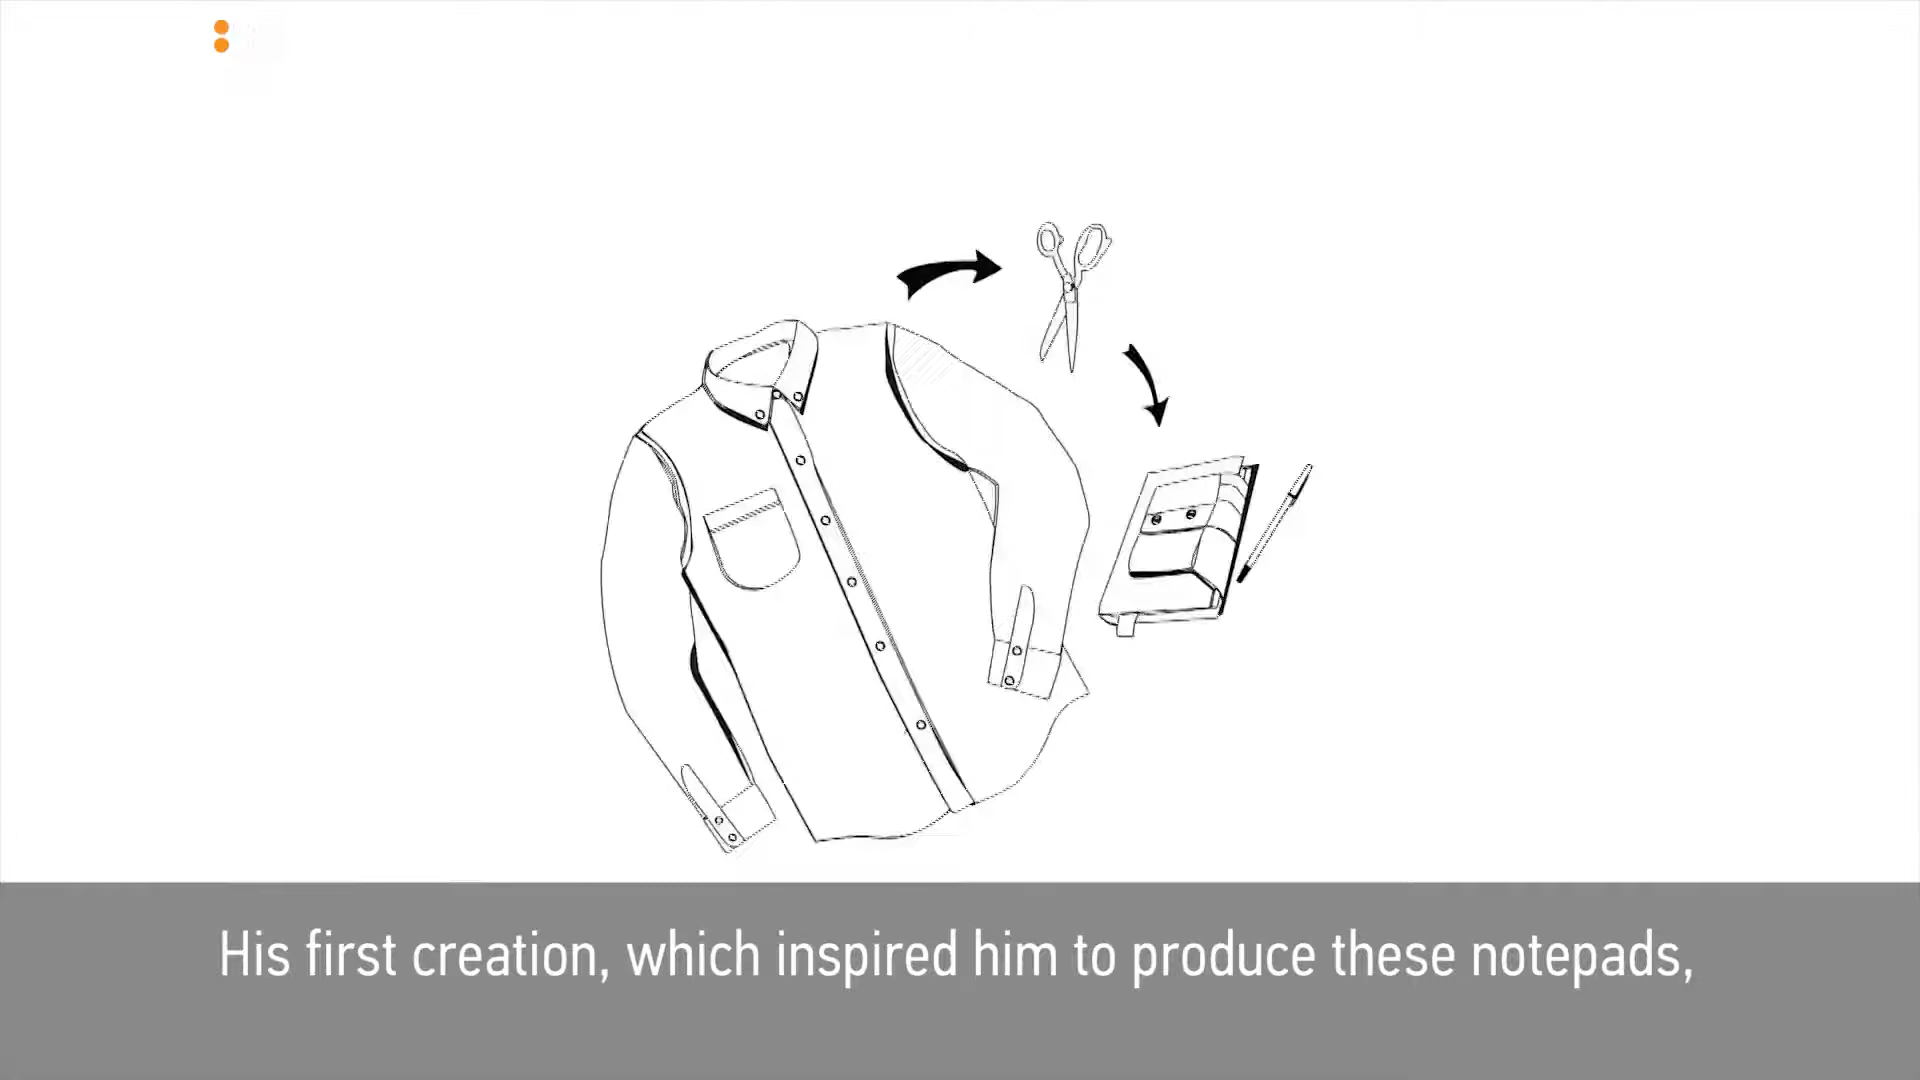 His first creation, which inspired him to produce these notepads,